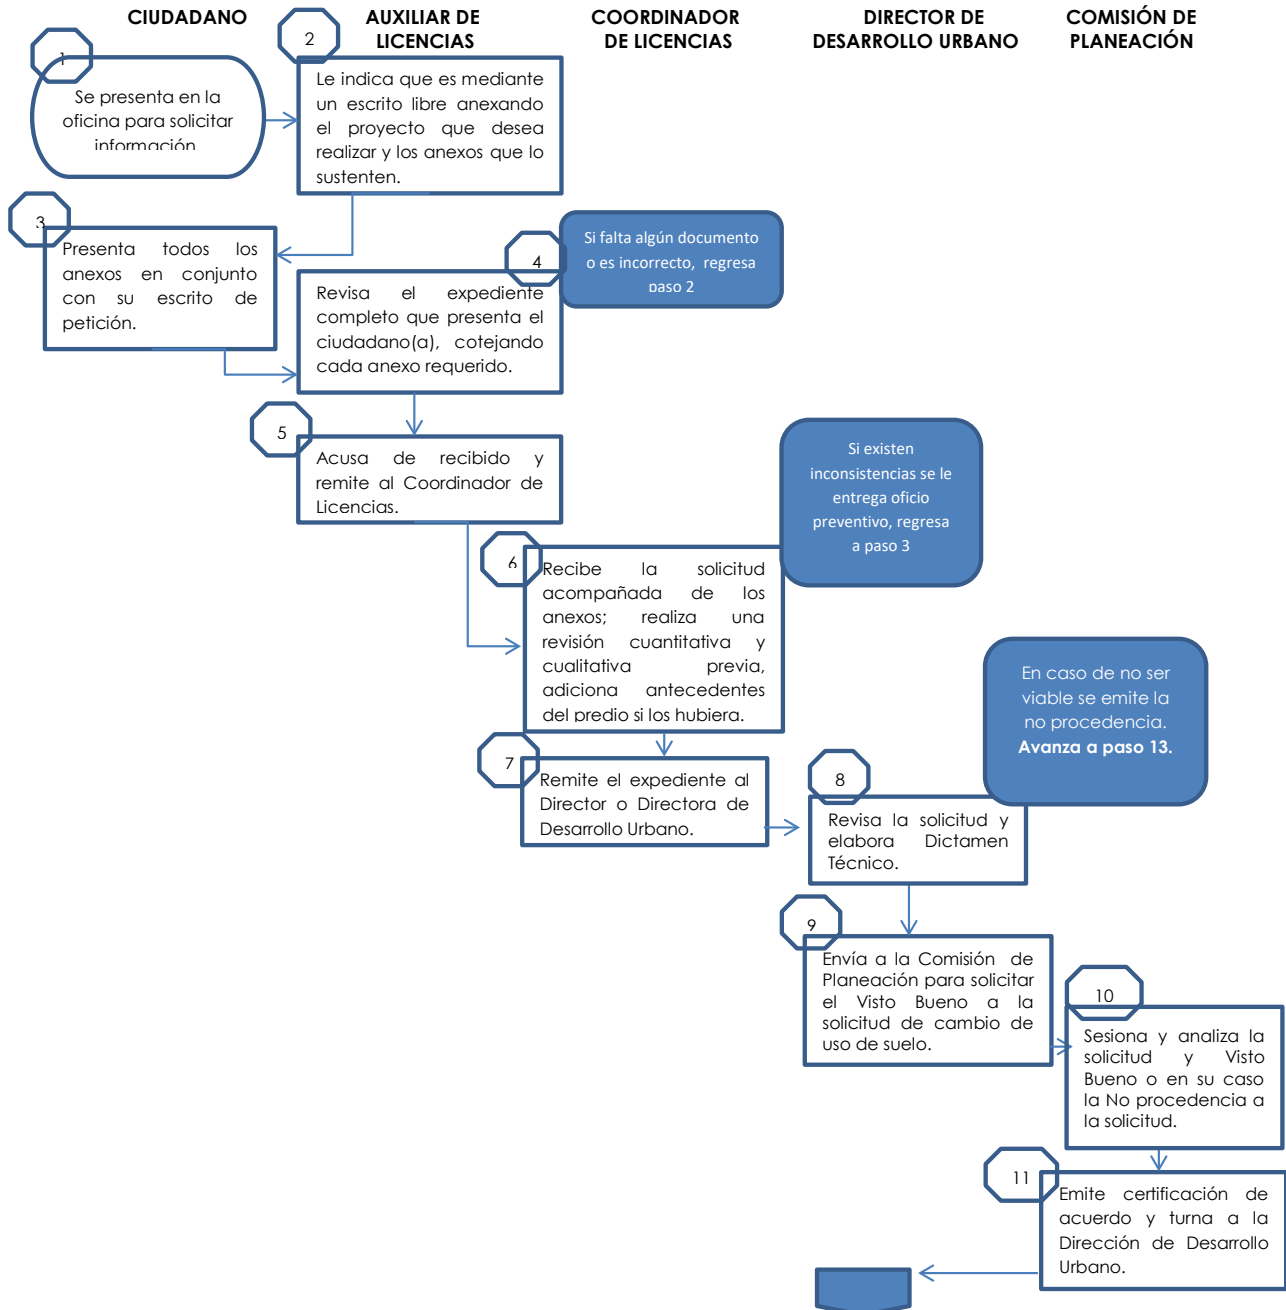 CIUDADANO
AUXILIAR DE
LICENCIAS
COORDINADOR
DE LICENCIAS
DIRECTOR DE
DESARROLLO URBANO
COMISIÓN DE
PLANEACIÓN
1
Se presenta en la
oficina para solicitar
información
2
Le indica que es mediante
un escrito libre anexando
el proyecto que desea
realizar y los anexos que lo
sustenten.
3
Presenta todos los
anexos en conjunto
con su escrito de
petición.
4
Si falta algún documento
o es incorrecto, regresa
paso 2
Revisa el expediente
completo que presenta el
ciudadano(a), cotejando
cada anexo requerido.
5
Acusa de recibido y
remite al Coordinador de
Licencias.
Si existen
inconsistencias se le
entrega oficio
preventivo, regresa
a paso 3
6
Recibe la solicitud
acompañada de los
anexos; realiza una
revisión cuantitativa y
cualitativa previa,
adiciona antecedentes
del predio si los hubiera.
En caso de no ser
viable se emite la
no procedencia.
Avanza a paso 13.
7
Remite el expediente al
Director o Directora de
Desarrollo Urbano.
8
Revisa la solicitud y
elabora Dictamen
Técnico.
9
Envía a la Comisión de
Planeación para solicitar
el Visto Bueno a la
solicitud de cambio de
uso de suelo.
10
Sesiona y analiza la
solicitud y Visto
Bueno o en su caso
la No procedencia a
la solicitud.
11
Emite certificación de
acuerdo y turna a la
Dirección de Desarrollo
Urbano.